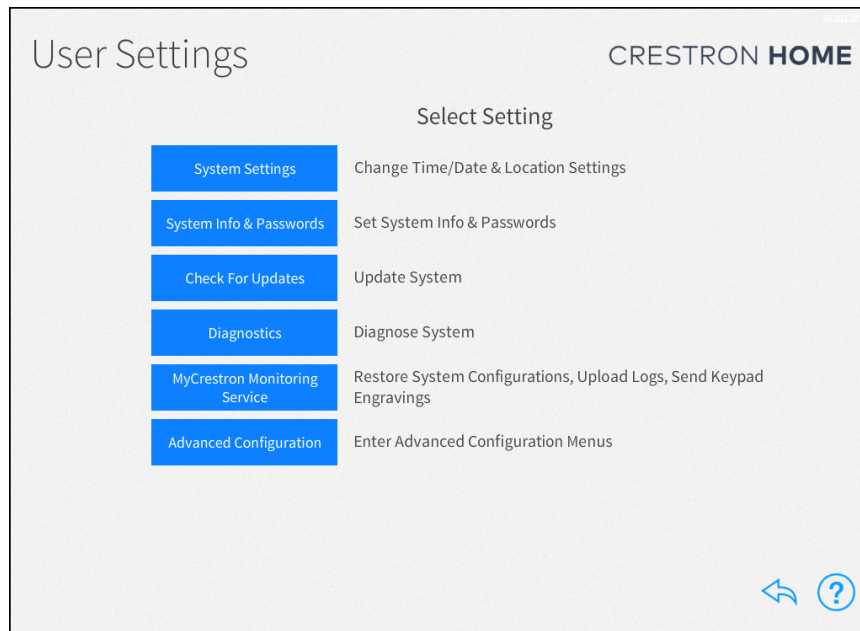 User Settings
CRESTRON HOME
Select Setting
System Settings
Change Time/Date & Location Settings
System Info & Passwords
Set System Info & Passwords
Check For Updates
Update System
Diagnostics
Diagnose System
MyCrestron Monitoring
Service
Restore System Configurations, Upload Logs, Send Keypad
Engravings
Advanced Configuration
Enter Advanced Configuration Menus
?